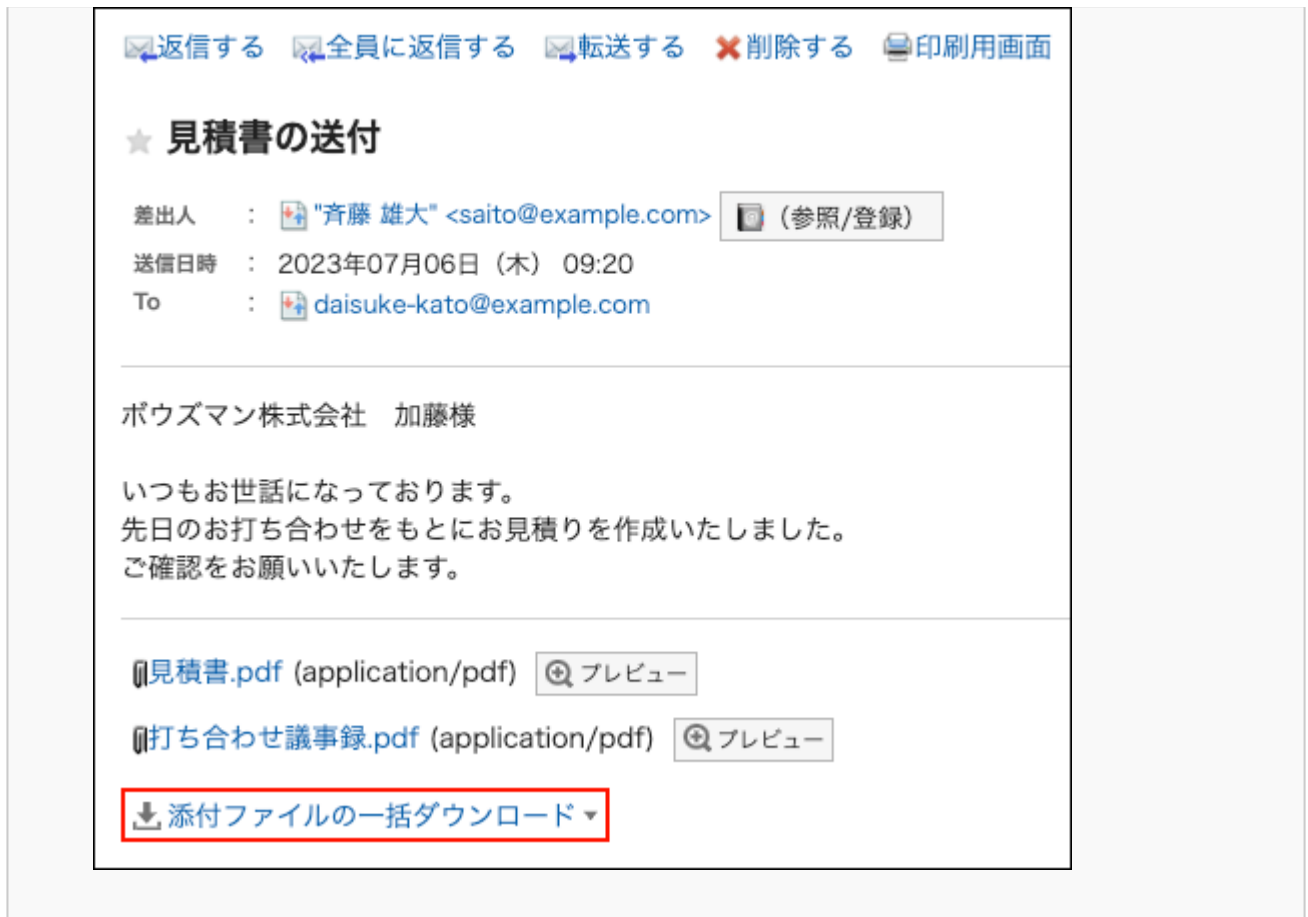 返信する 全員に返信する 転送する 削除する 印刷用画面
見積書の送付
差出人 : "斉藤 雄大" <saito@example.com> (参照/登録)
送信日時 : 2023年07月06日（木） 09:20
To : daisuke-kato@example.com
ボウズマン株式会社　加藤様
いつもお世話になっております。
先日のお打ち合わせをもとにお見積りを作成いたしました。
ご確認をお願いいたします。
見積書.pdf (application/pdf) プレビュー
打ち合わせ議事録.pdf (application/pdf) プレビュー
添付ファイルの一括ダウンロード